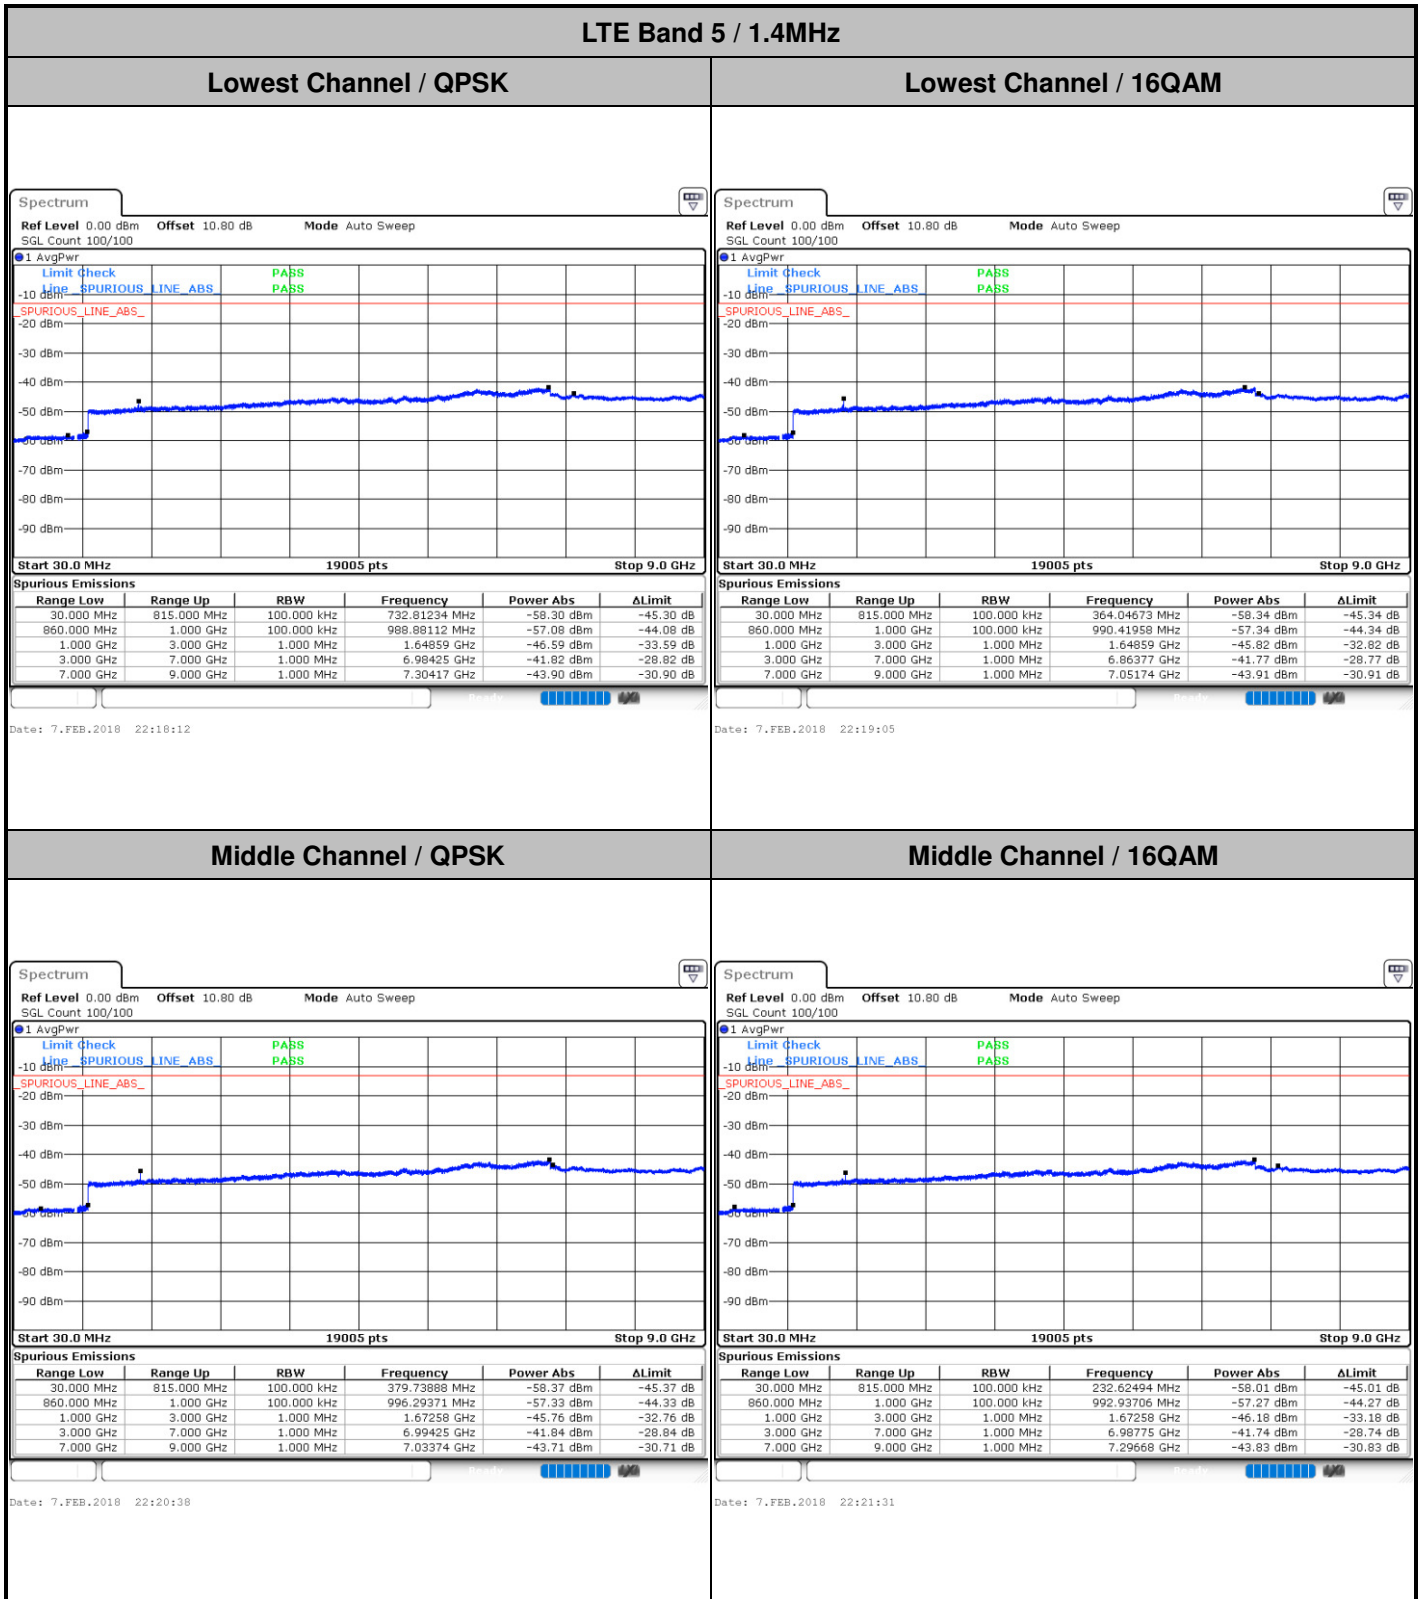 LTE Band 5 / 1.4MHz
Lowest Channel / QPSK
Lowest Channel / 16QAM
Spectrum
Ref Level 0.00 dBm Offset 10.80 dB Mode Auto Sweep
SGL Count 100/100
1 AvgPwr
Limit Check PASS
Line _SPURIOUS_LINE_ABS_ PASS
-10 dBm
_SPURIOUS_LINE_ABS_
-20 dBm
-30 dBm
-40 dBm
-50 dBm
-60 dBm
-70 dBm
-80 dBm
-90 dBm
Start 30.0 MHz 19005 pts Stop 9.0 GHz
Spurious Emissions
Range Low Range Up RBW Frequency Power Abs ΔLimit
30.000 MHz 815.000 MHz 100.000 kHz 732.81234 MHz -58.30 dBm -45.30 dB
860.000 MHz 1.000 GHz 100.000 kHz 988.88112 MHz -57.08 dBm -44.08 dB
1.000 GHz 3.000 GHz 1.000 MHz 1.64859 GHz -46.59 dBm -33.59 dB
3.000 GHz 7.000 GHz 1.000 MHz 6.98425 GHz -41.82 dBm -28.82 dB
7.000 GHz 9.000 GHz 1.000 MHz 7.30417 GHz -43.90 dBm -30.90 dB
Date: 7.FEB.2018 22:18:12
Spectrum
Ref Level 0.00 dBm Offset 10.80 dB Mode Auto Sweep
SGL Count 100/100
1 AvgPwr
Limit Check PASS
Line _SPURIOUS_LINE_ABS_ PASS
-10 dBm
_SPURIOUS_LINE_ABS_
-20 dBm
-30 dBm
-40 dBm
-50 dBm
-60 dBm
-70 dBm
-80 dBm
-90 dBm
Start 30.0 MHz 19005 pts Stop 9.0 GHz
Spurious Emissions
Range Low Range Up RBW Frequency Power Abs ΔLimit
30.000 MHz 815.000 MHz 100.000 kHz 364.04673 MHz -58.34 dBm -45.34 dB
860.000 MHz 1.000 GHz 100.000 kHz 990.41958 MHz -57.34 dBm -44.34 dB
1.000 GHz 3.000 GHz 1.000 MHz 1.64859 GHz -45.82 dBm -32.82 dB
3.000 GHz 7.000 GHz 1.000 MHz 6.86377 GHz -41.77 dBm -28.77 dB
7.000 GHz 9.000 GHz 1.000 MHz 7.05174 GHz -43.91 dBm -30.91 dB
Date: 7.FEB.2018 22:19:05
Middle Channel / QPSK
Middle Channel / 16QAM
Spectrum
Ref Level 0.00 dBm Offset 10.80 dB Mode Auto Sweep
SGL Count 100/100
1 AvgPwr
Limit Check PASS
Line _SPURIOUS_LINE_ABS_ PASS
-10 dBm
_SPURIOUS_LINE_ABS_
-20 dBm
-30 dBm
-40 dBm
-50 dBm
-60 dBm
-70 dBm
-80 dBm
-90 dBm
Start 30.0 MHz 19005 pts Stop 9.0 GHz
Spurious Emissions
Range Low Range Up RBW Frequency Power Abs ΔLimit
30.000 MHz 815.000 MHz 100.000 kHz 379.73888 MHz -58.37 dBm -45.37 dB
860.000 MHz 1.000 GHz 100.000 kHz 996.29371 MHz -57.33 dBm -44.33 dB
1.000 GHz 3.000 GHz 1.000 MHz 1.67258 GHz -45.76 dBm -32.76 dB
3.000 GHz 7.000 GHz 1.000 MHz 6.99425 GHz -41.84 dBm -28.84 dB
7.000 GHz 9.000 GHz 1.000 MHz 7.03374 GHz -43.71 dBm -30.71 dB
Date: 7.FEB.2018 22:20:38
Spectrum
Ref Level 0.00 dBm Offset 10.80 dB Mode Auto Sweep
SGL Count 100/100
1 AvgPwr
Limit Check PASS
Line _SPURIOUS_LINE_ABS_ PASS
-10 dBm
_SPURIOUS_LINE_ABS_
-20 dBm
-30 dBm
-40 dBm
-50 dBm
-60 dBm
-70 dBm
-80 dBm
-90 dBm
Start 30.0 MHz 19005 pts Stop 9.0 GHz
Spurious Emissions
Range Low Range Up RBW Frequency Power Abs ΔLimit
30.000 MHz 815.000 MHz 100.000 kHz 232.62494 MHz -58.01 dBm -45.01 dB
860.000 MHz 1.000 GHz 100.000 kHz 992.93706 MHz -57.27 dBm -44.27 dB
1.000 GHz 3.000 GHz 1.000 MHz 1.67258 GHz -46.18 dBm -33.18 dB
3.000 GHz 7.000 GHz 1.000 MHz 6.98775 GHz -41.74 dBm -28.74 dB
7.000 GHz 9.000 GHz 1.000 MHz 7.29668 GHz -43.83 dBm -30.83 dB
Date: 7.FEB.2018 22:21:31